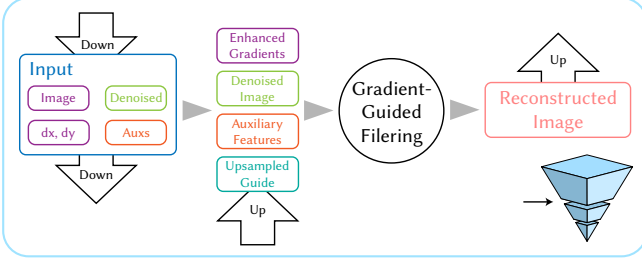 Down
Input
Image
Denoised
dx, dy
Auxs
Down
Enhanced
Gradients
Denoised
Image
Auxiliary
Features
Upsampled
Guide
Up
Gradient-
Guided
Filering
Up
Reconstructed
Image